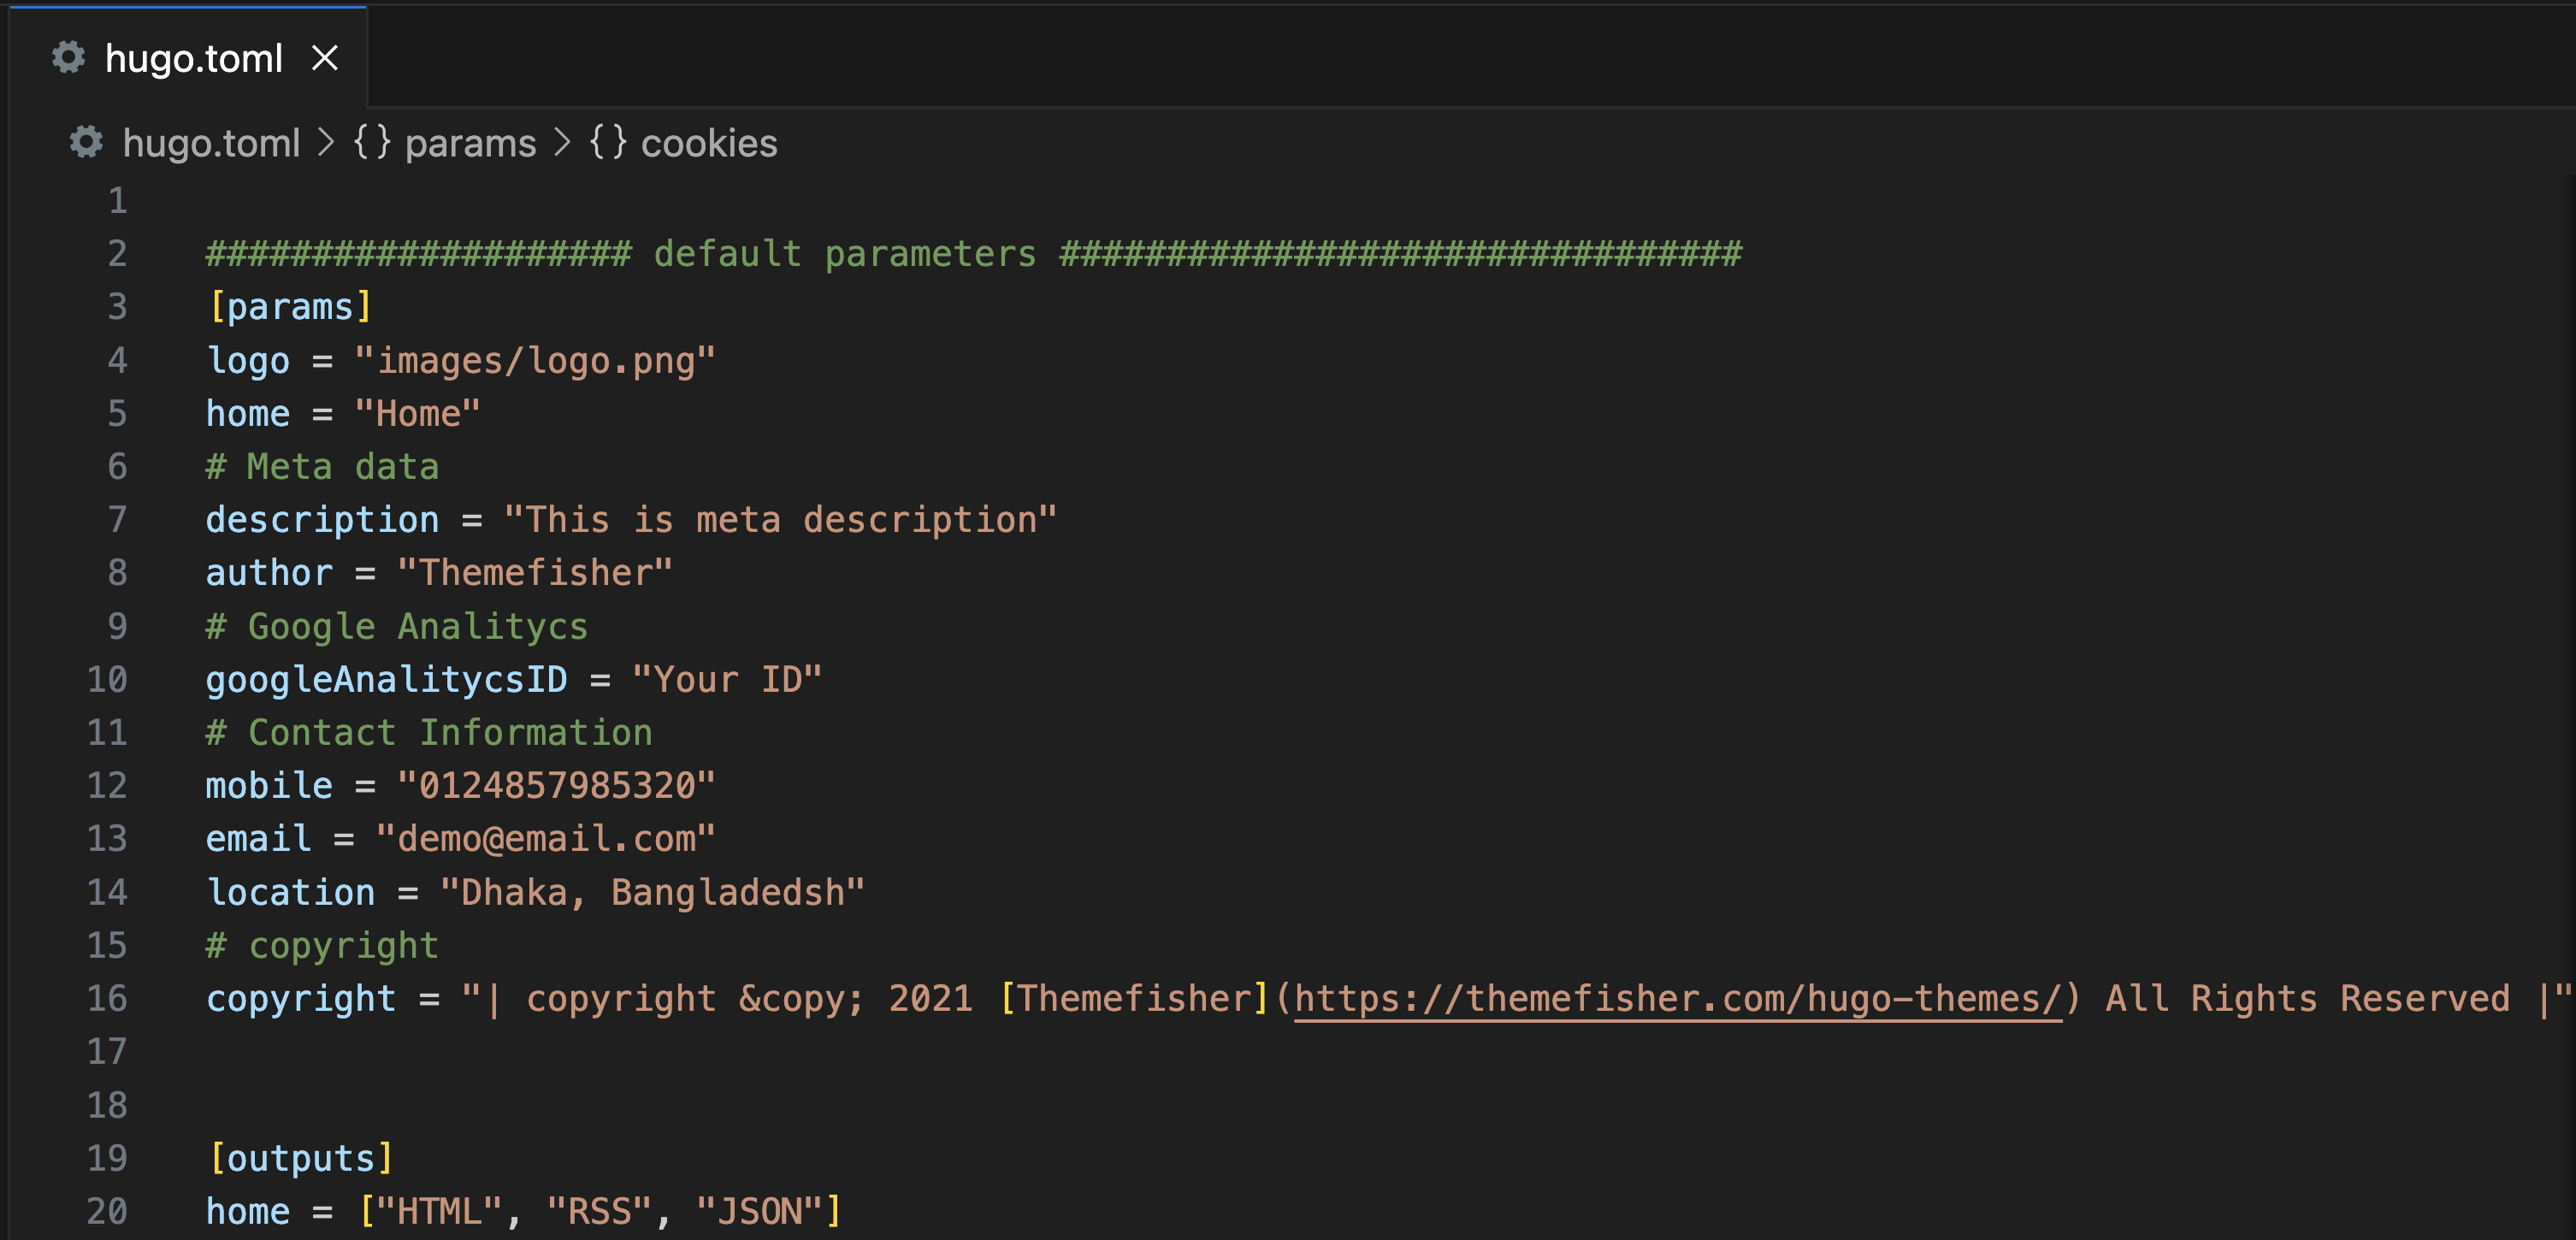 hugo.toml
hugo.toml > {} params > {} cookies
1
2 #################### default parameters ################################
3 [params]
4 logo = "images/logo.png"
5 home = "Home"
6 # Meta data
7 description = "This is meta description"
8 author = "Themefisher"
9 # Google Analitycs
10 googleAnalitycsID = "Your ID"
11 # Contact Information
12 mobile = "0124857985320"
13 email = "demo@email.com"
14 location = "Dhaka, Bangladedsh"
15 # copyright
16 copyright = "| copyright &copy; 2021 [Themefisher](https://themefisher.com/hugo-themes/) All Rights Reserved |"
17
18
19 [outputs]
20 home = ["HTML", "RSS", "JSON"]